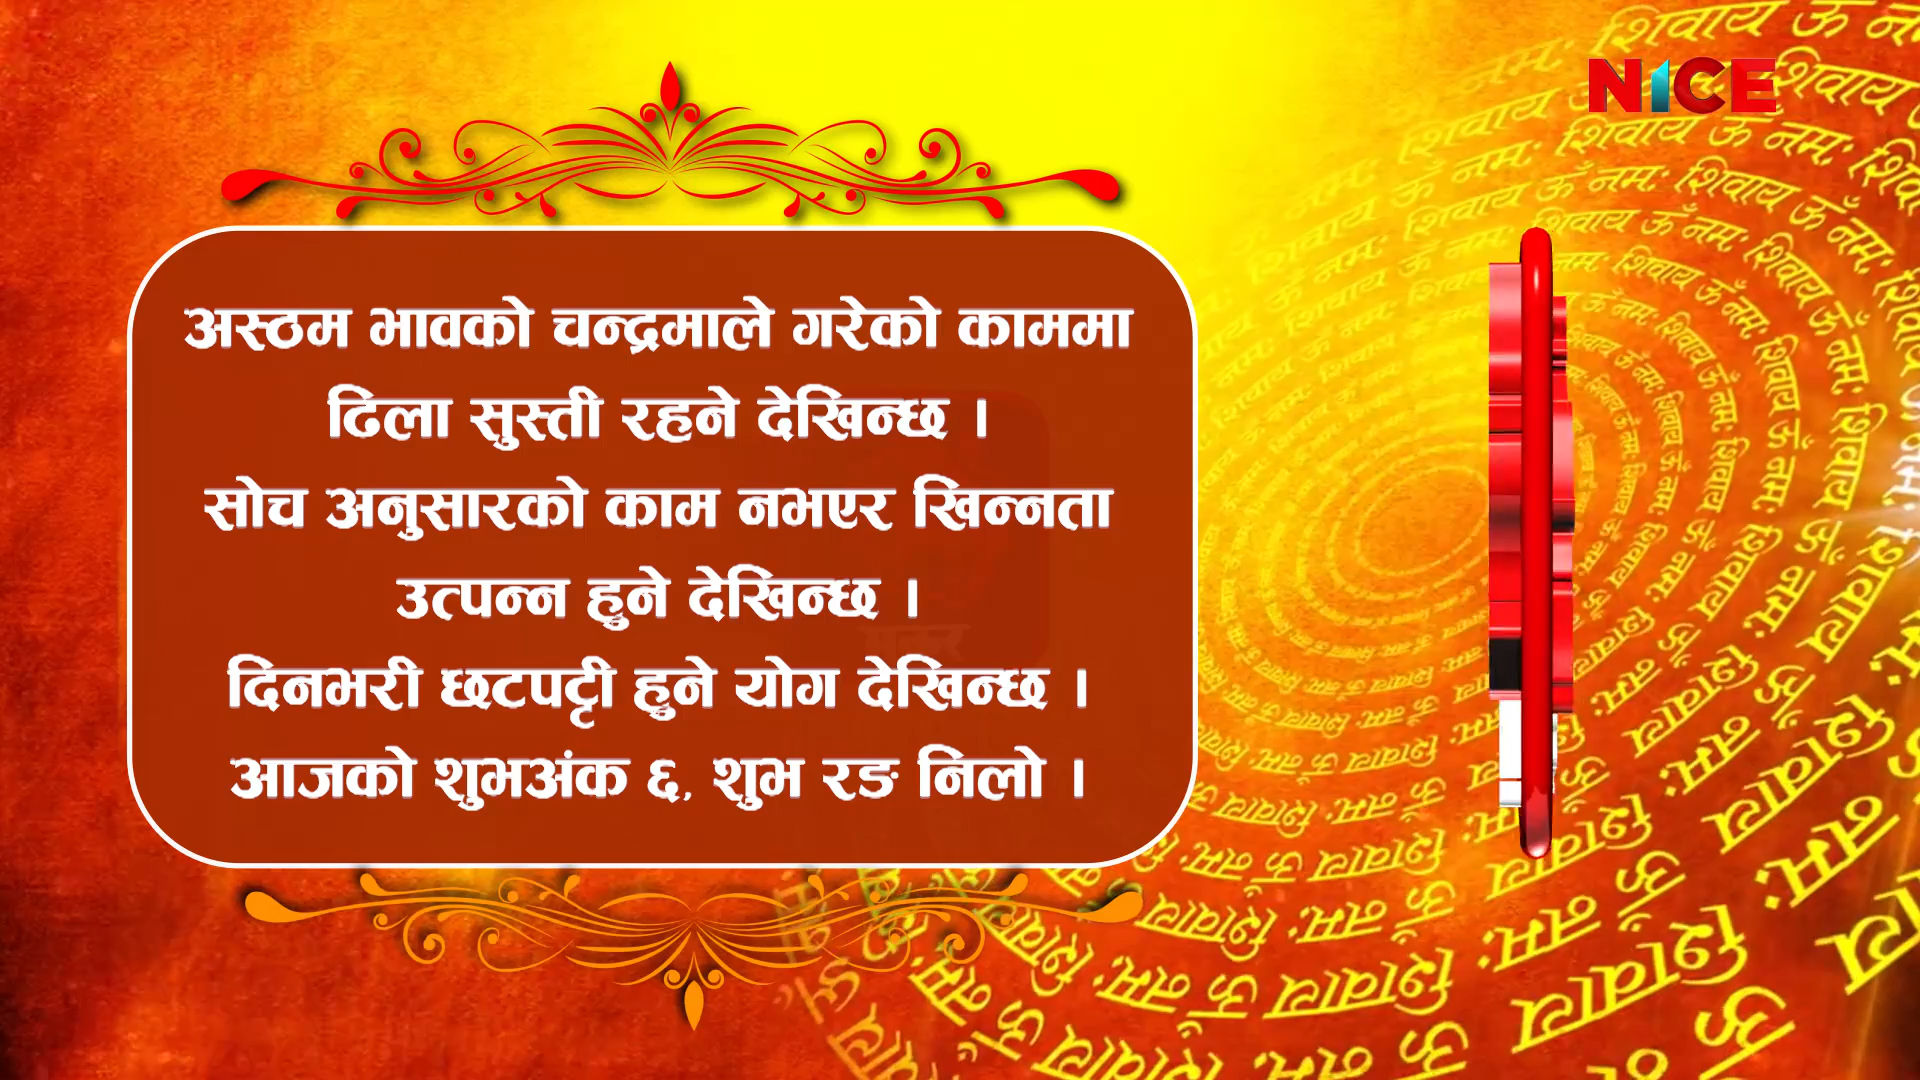 NICE
अस्ठम भावको चन्द्रमाले गरेको काममा
ढिला सुस्ती रहने देखिन्छ ।
सोच अनुसारको काम नभएर खिन्नता
उत्पन्न हुने देखिन्छ ।
दिनभरी छटपट्टी हुने योग देखिन्छ ।
आजको शुभअंक ६, शुभ रङ निलो ।
ॐ नमः शिवाय